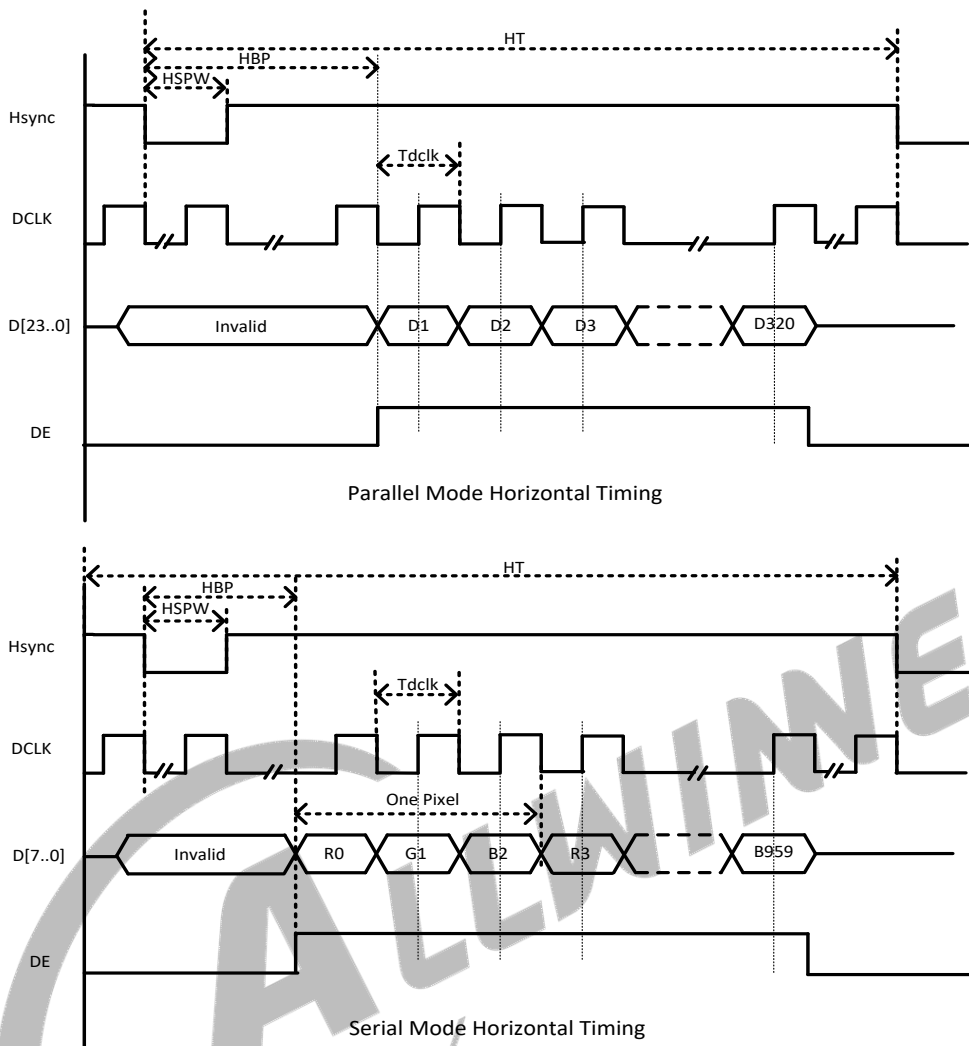 HT
HBP
HSPW
Hsync
Tdclk
DCLK
D[23..0]
Invalid D1 D2 D3 D320
DE
Parallel Mode Horizontal Timing
HT
HBP
HSPW
Hsync
Tdclk
DCLK
One Pixel
D[7..0]
Invalid R0 G1 B2 R3 B959
DE
Serial Mode Horizontal Timing
ALLWINNE